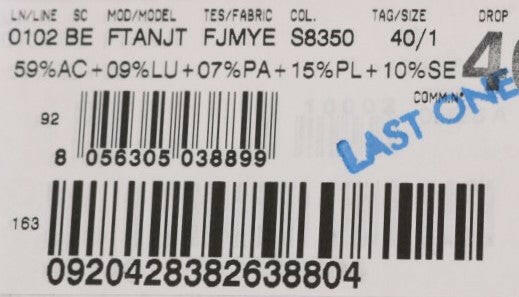 LN/LINE SC MOD/MODEL TES/FABRIC COL. TAG/SIZE DROP
0102 BE FTANJT FJMYE S8350 40/1
59%AC+09%LU+07%PA+15%PL+10%SE
COMM.N°
LAST ONE
92
8 056305 038899
163
0920428382638804